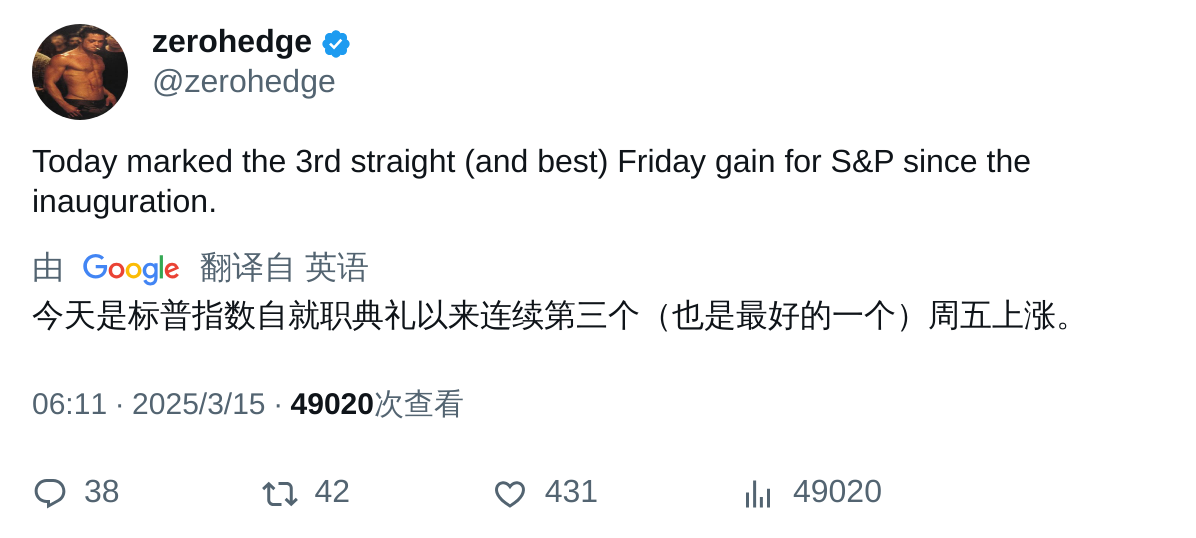 zerohedge
@zerohedge
Today marked the 3rd straight (and best) Friday gain for S&P since the
inauguration.
由 Google 翻译自 英语
今天是标普指数自就职典礼以来连续第三个（也是最好的一个）周五上涨。
06:11 · 2025/3/15 · 49020次查看
38 42 431 49020